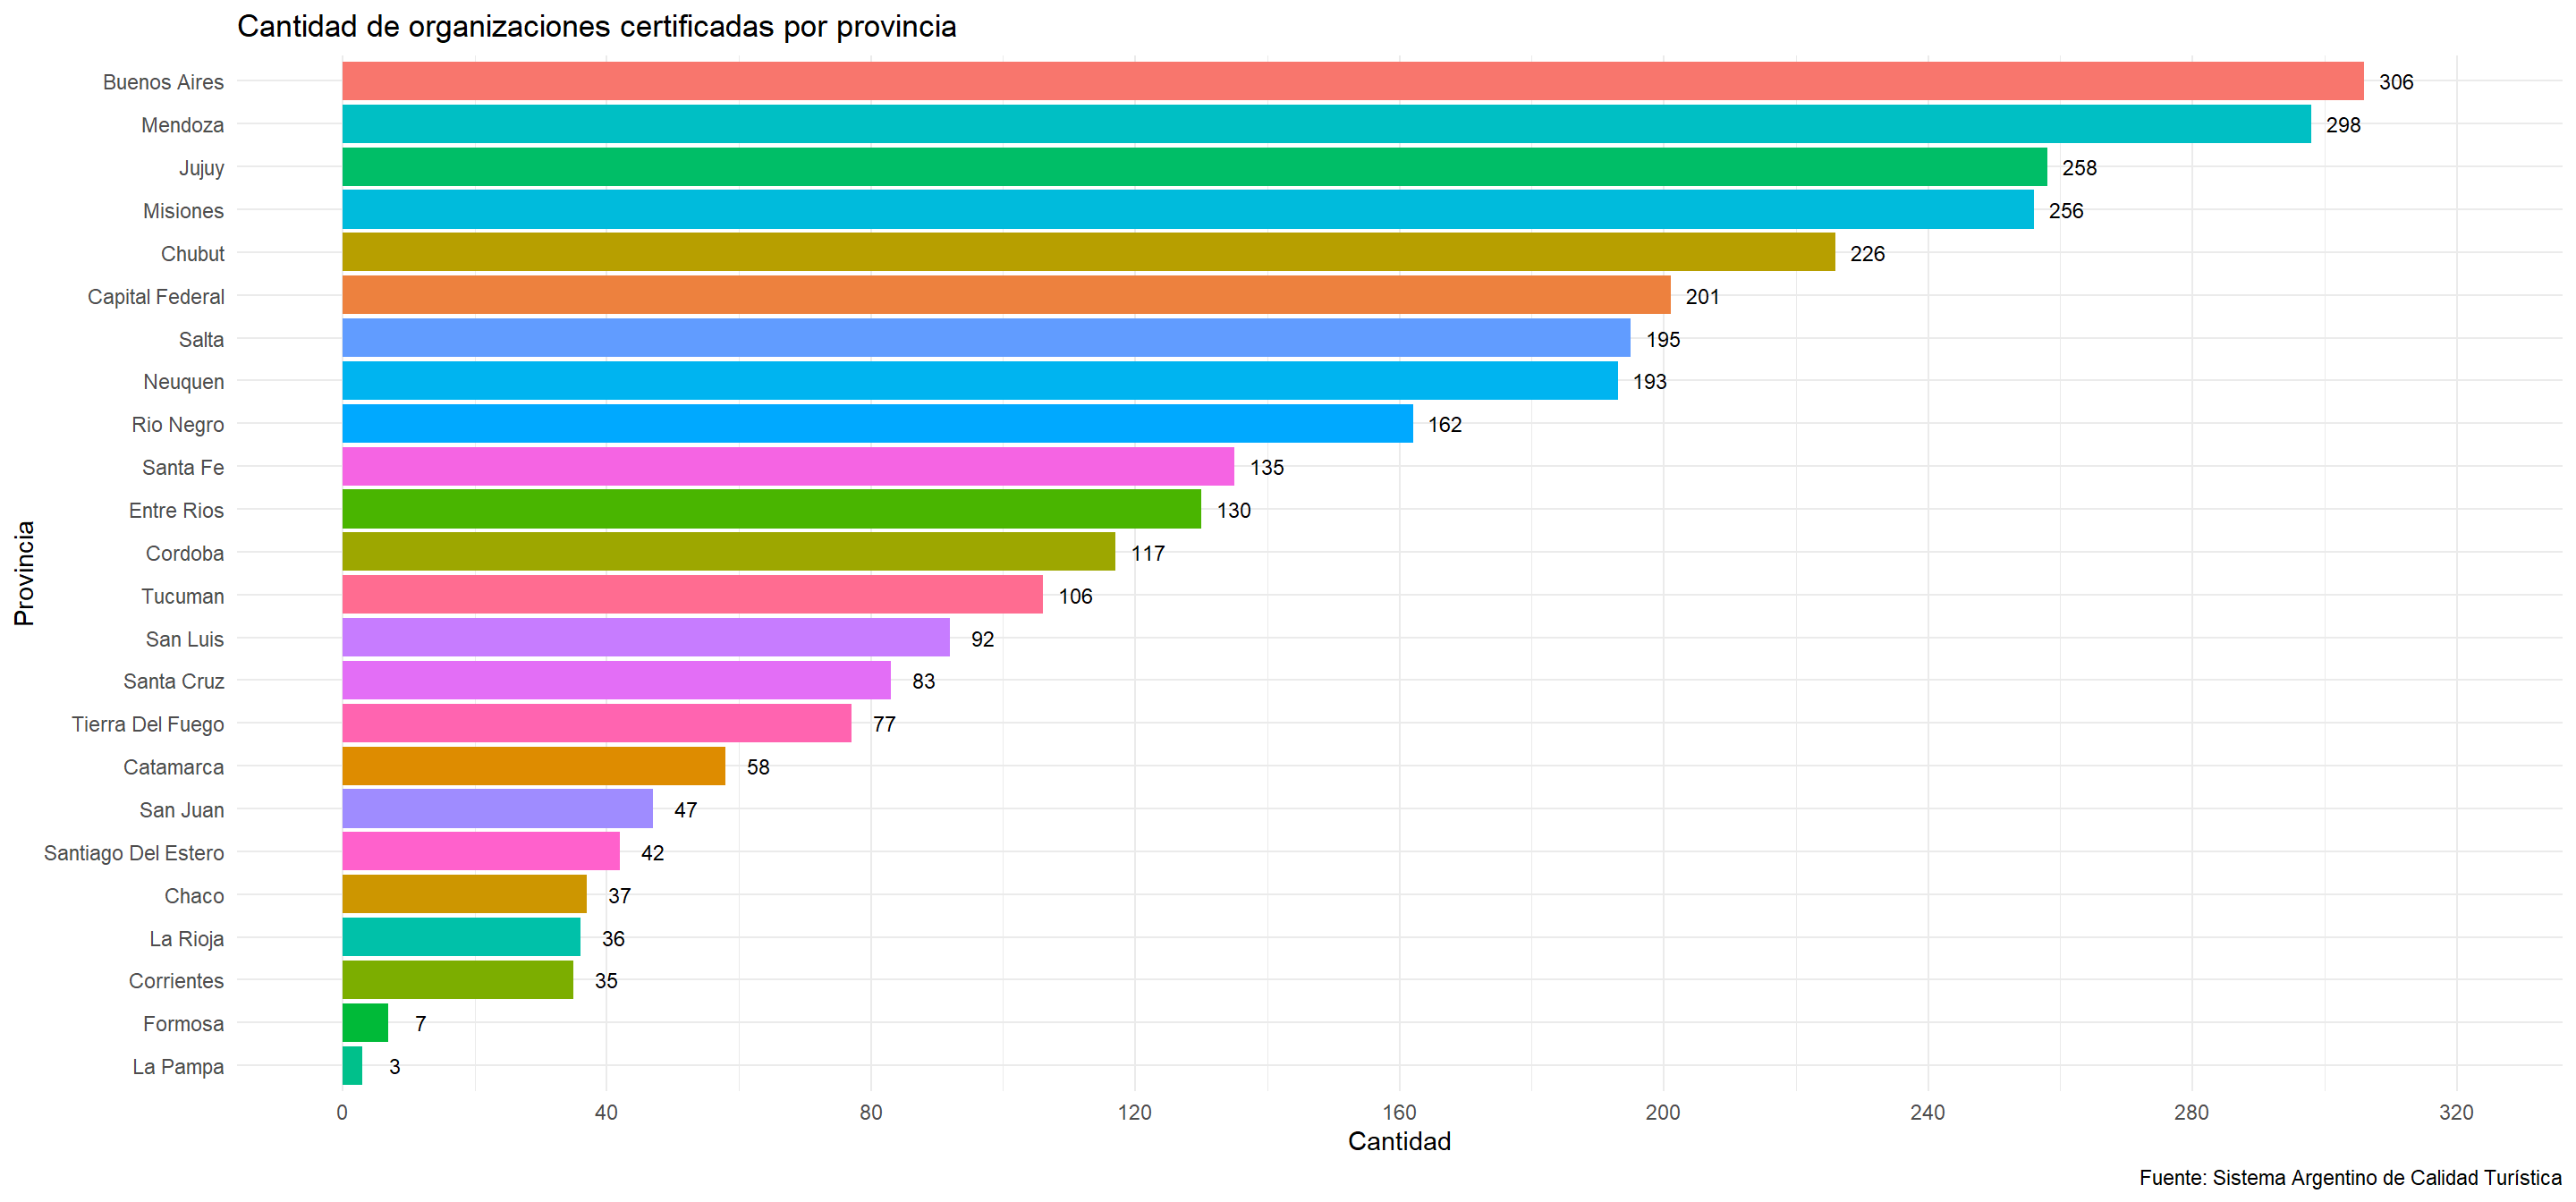 Cantidad de organizaciones certificadas por provincia
Provincia
Buenos Aires 306
Mendoza 298
Jujuy 258
Misiones 256
Chubut 226
Capital Federal 201
Salta 195
Neuquen 193
Rio Negro 162
Santa Fe 135
Entre Rios 130
Cordoba 117
Tucuman 106
San Luis 92
Santa Cruz 83
Tierra Del Fuego 77
Catamarca 58
San Juan 47
Santiago Del Estero 42
Chaco 37
La Rioja 36
Corrientes 35
Formosa 7
La Pampa 3
0 40 80 120 160 200 240 280 320
Cantidad
Fuente: Sistema Argentino de Calidad Turística